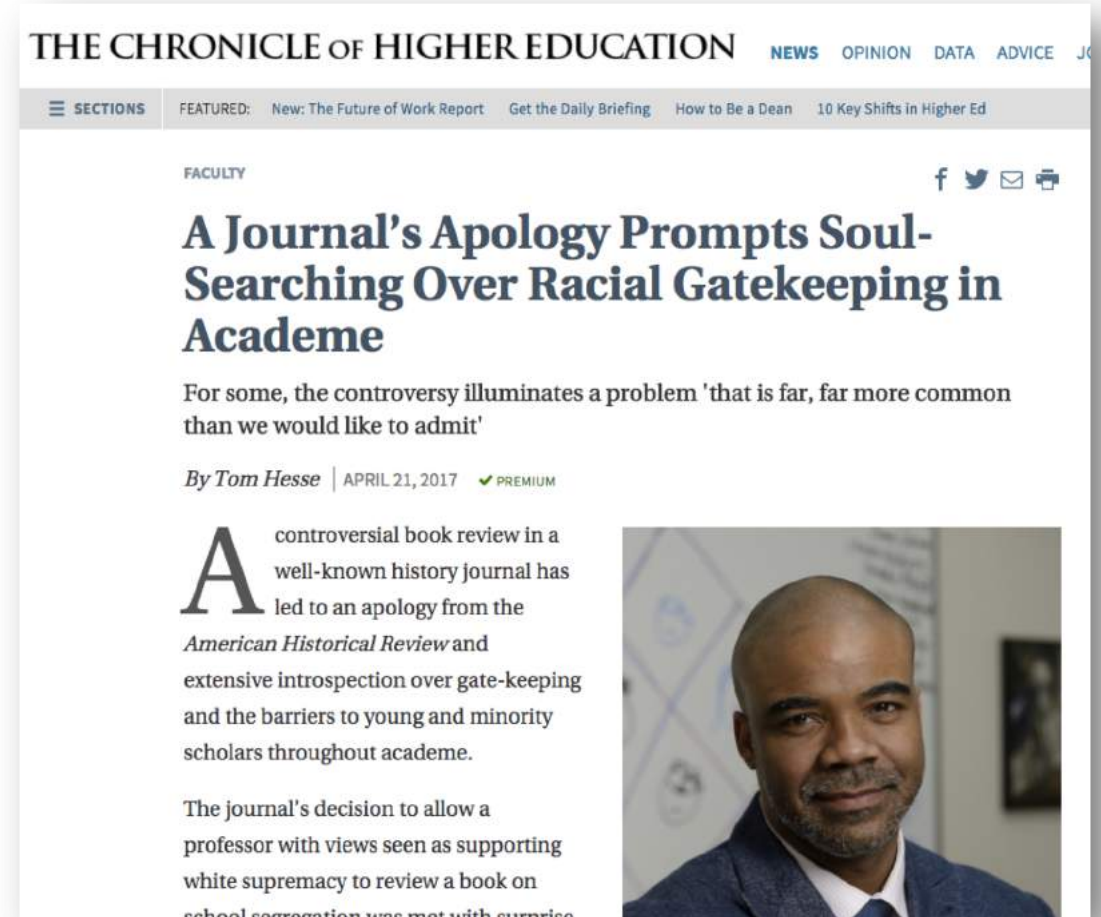 THE CHRONICLE OF HIGHER EDUCATION
NEWS OPINION DATA ADVICE
SECTIONS FEATURED: New: The Future of Work Report Get the Daily Briefing How to Be a Dean 10 Key Shifts in Higher Ed
FACULTY
A Journal's Apology Prompts Soul-
Searching Over Racial Gatekeeping in
Academe
For some, the controversy illuminates a problem 'that is far, far more common
than we would like to admit'
By Tom Hesse | APRIL 21, 2017 ✔ PREMIUM
A controversial book review in a
well-known history journal has
led to an apology from the
American Historical Review and
extensive introspection over gate-keeping
and the barriers to young and minority
scholars throughout academe.
The journal's decision to allow a
professor with views seen as supporting
white supremacy to review a book on
school segregation was met with surprise